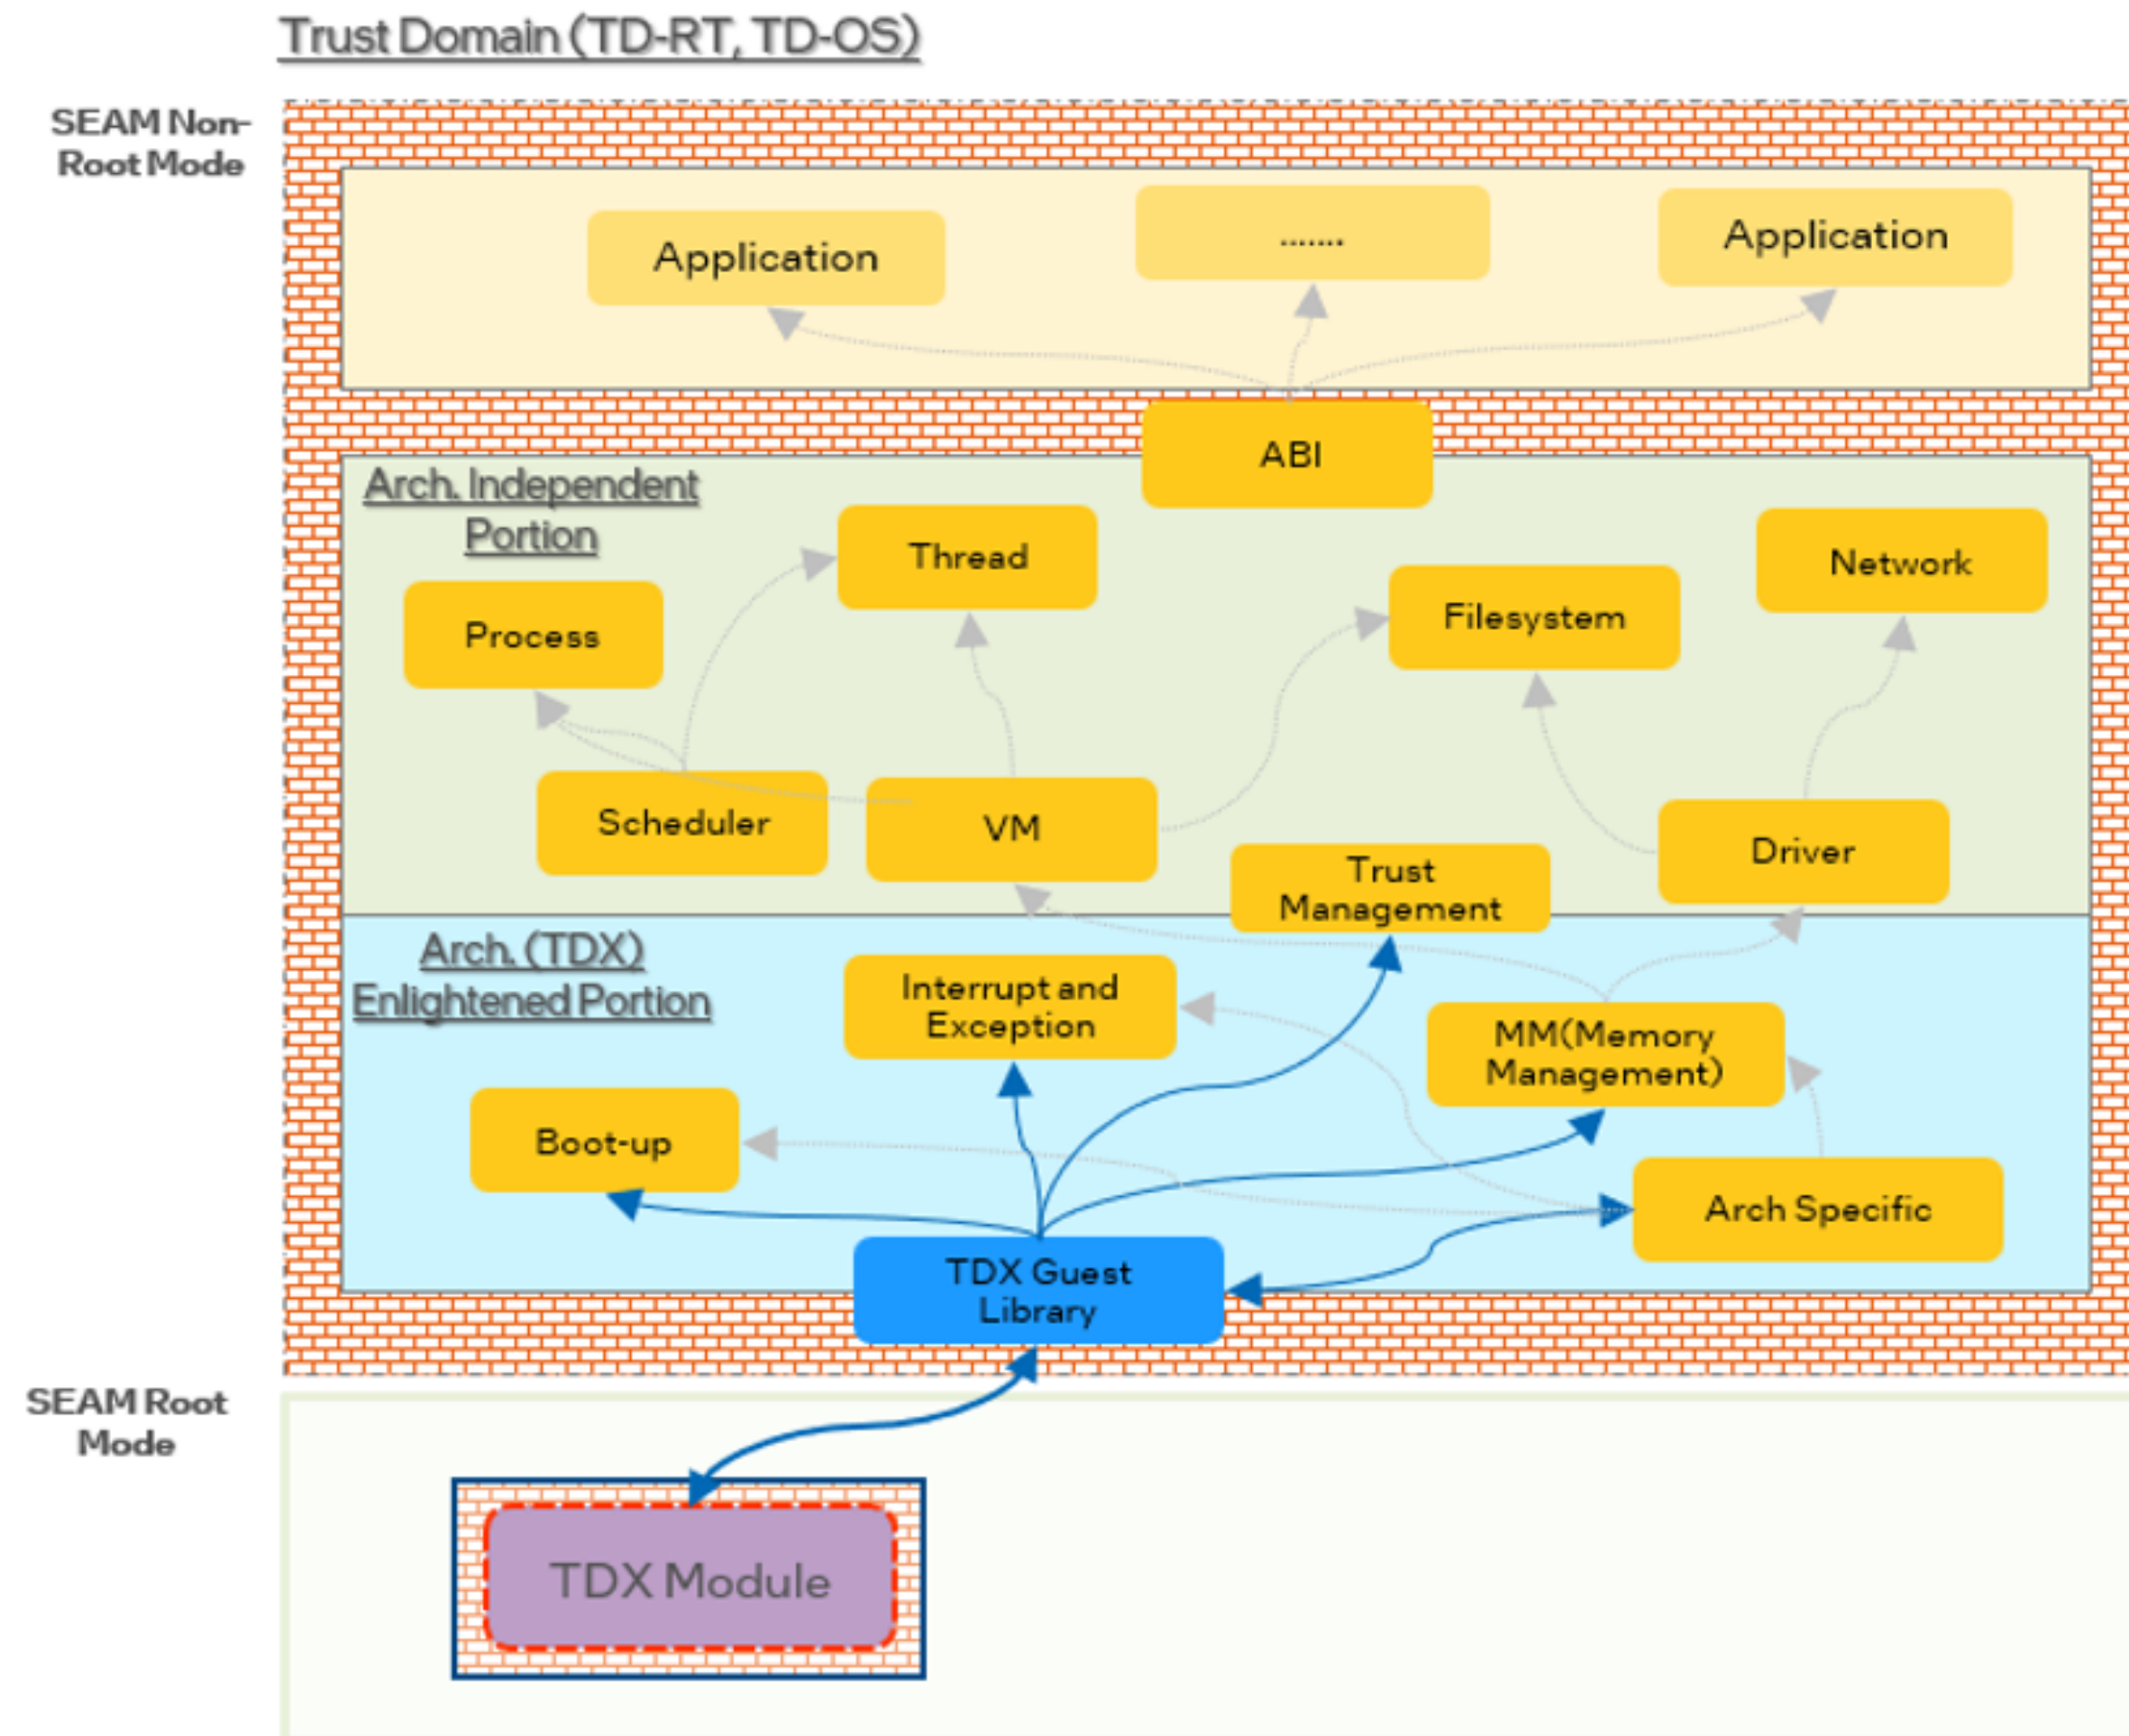 Trust Domain (TD-RT, TD-OS)
SEAM Non-
Root Mode
Application
.......
Application
ABI
Arch. Independent
Portion
Thread
Network
Process
Filesystem
Scheduler
VM
Driver
Trust
Management
Arch. (TDX)
Enlightened Portion
Interrupt and
Exception
MM(Memory
Management)
Boot-up
Arch Specific
TDX Guest
Library
SEAM Root
Mode
TDX Module